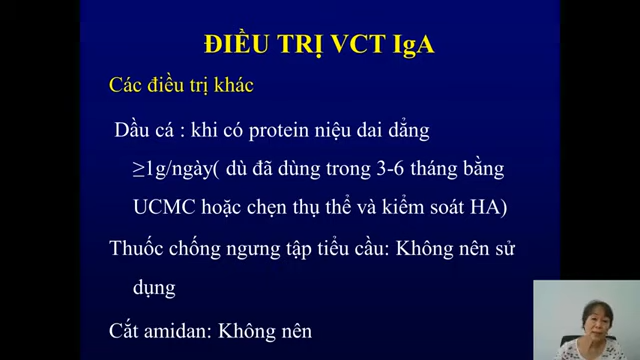 ĐIỀU TRỊ VCT IgA
Các điều trị khác
Dầu cá : khi có protein niệu dai dẳng
≥1g/ngày( dù đã dùng trong 3-6 tháng bằng
UCMC hoặc chẹn thụ thể và kiểm soát HA)
Thuốc chống ngưng tập tiểu cầu: Không nên sử
dụng
Cắt amidan: Không nên